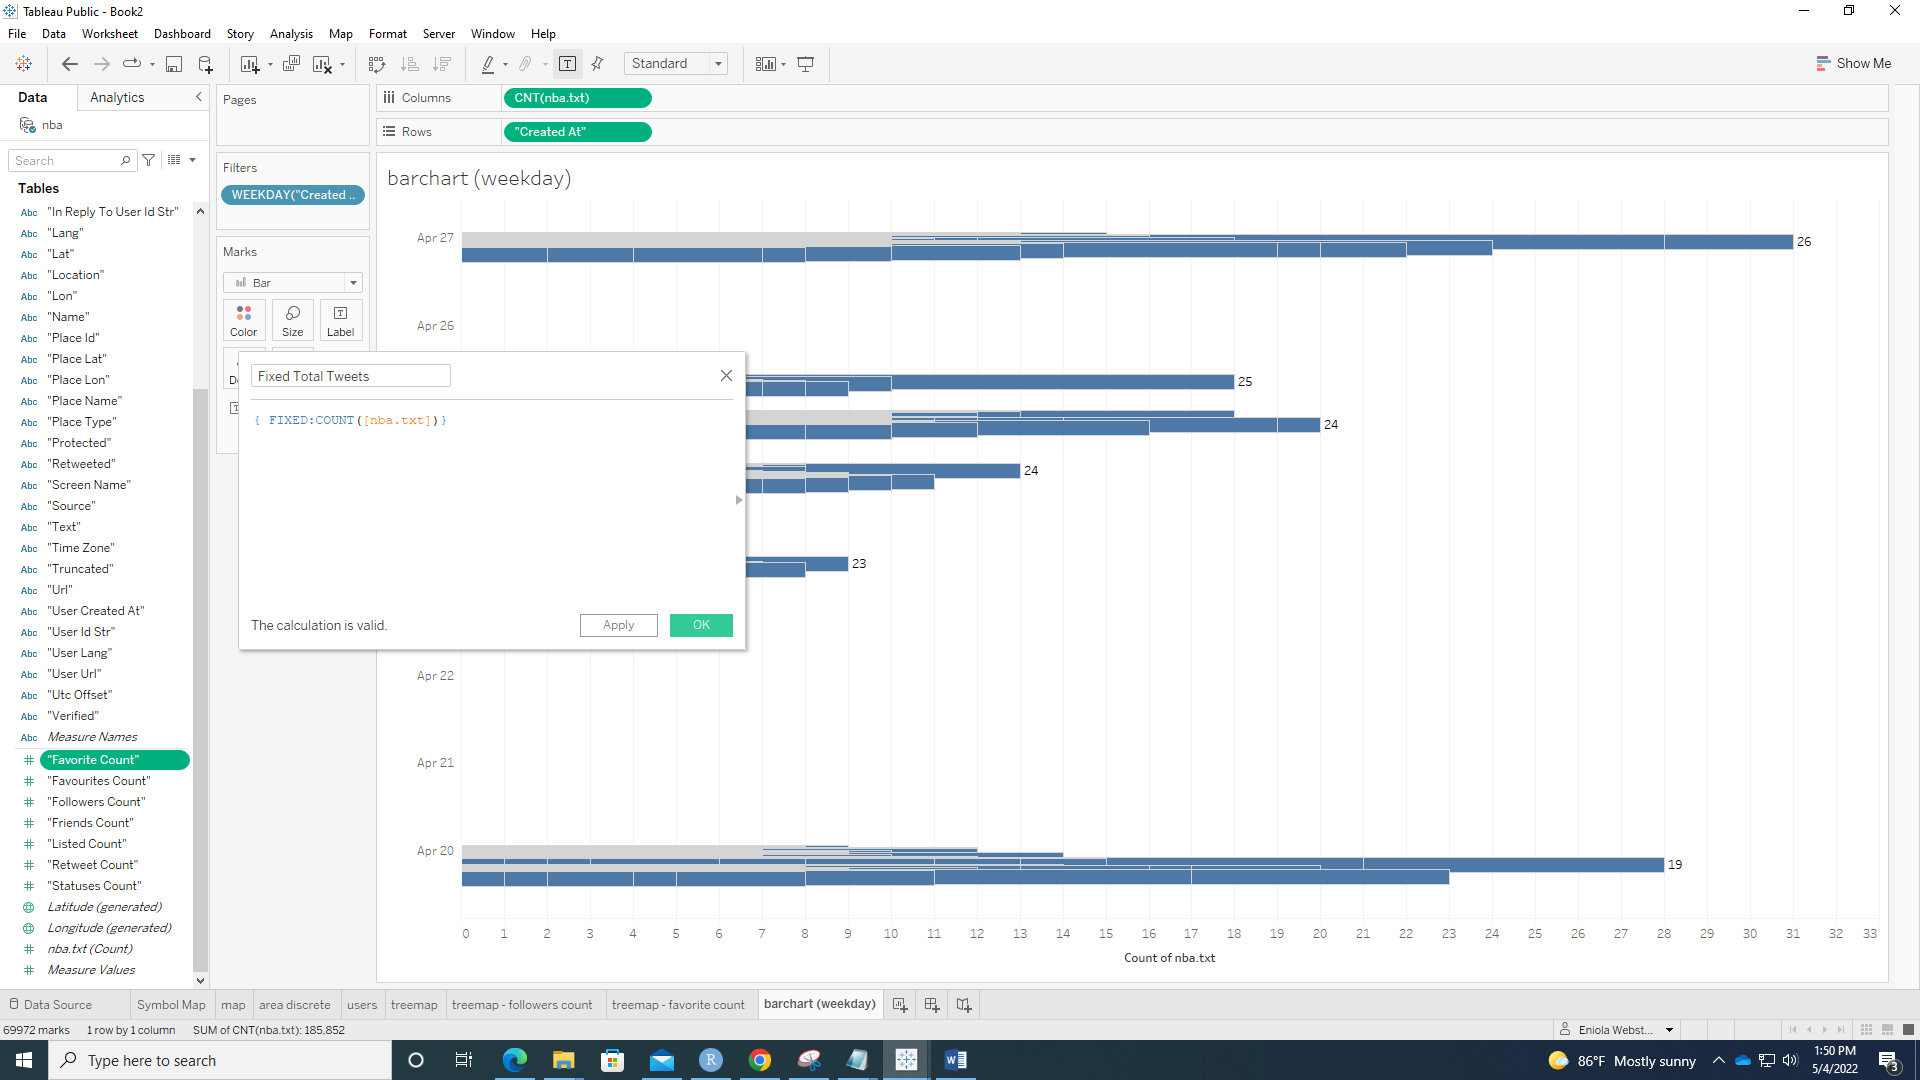 Tableau Public - Book2
File Data Worksheet Dashboard Story Analysis Map Format Server Window Help
Standard
Show Me
Data Analytics
nba
Search
Tables
Abc "In Reply To User Id Str"
Abc "Lang"
Abc "Lat"
Abc "Location"
Abc "Lon"
Abc "Name"
Abc "Place Id"
Abc "Place Lat"
Abc "Place Lon"
Abc "Place Name"
Abc "Place Type"
Abc "Protected"
Abc "Retweeted"
Abc "Screen Name"
Abc "Source"
Abc "Text"
Abc "Time Zone"
Abc "Truncated"
Abc "Url"
Abc "User Created At"
Abc "User Id Str"
Abc "User Lang"
Abc "User Url"
Abc "Utc Offset"
Abc "Verified"
Abc Measure Names
# "Favorite Count"
# "Favourites Count"
# "Followers Count"
# "Friends Count"
# "Listed Count"
# "Retweet Count"
# "Statuses Count"
Latitude (generated)
Longitude (generated)
# nba.txt (Count)
# Measure Values
Pages
Filters
WEEKDAY("Created ..
Marks
Bar
Color Size Label
Columns CNT(nba.txt)
Rows "Created At"
barchart (weekday)
Apr 27
26
Apr 26
25
24
24
23
Apr 22
Apr 21
Apr 20
19
0 1 2 3 4 5 6 7 8 9 10 11 12 13 14 15 16 17 18 19 20 21 22 23 24 25 26 27 28 29 30 31 32 33
Count of nba.txt
Fixed Total Tweets
{ FIXED:COUNT([nba.txt])}
The calculation is valid.
Apply OK
Data Source Symbol Map map area discrete users treemap treemap - followers count treemap - favorite count barchart (weekday)
69972 marks 1 row by 1 column SUM of CNT(nba.txt): 185,852
Eniola Webst...
Type here to search
R
W
86°F Mostly sunny
1:50 PM
5/4/2022
3